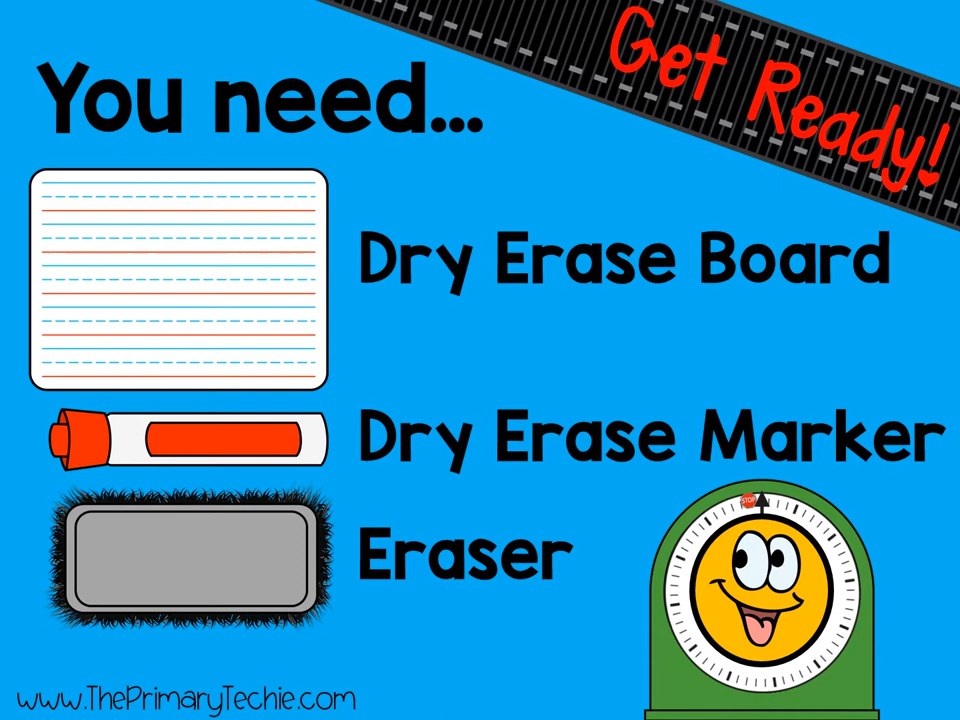 Get Ready!
You need...
Dry Erase Board
Dry Erase Marker
Eraser
STOP
www.ThePrimaryTechie.com